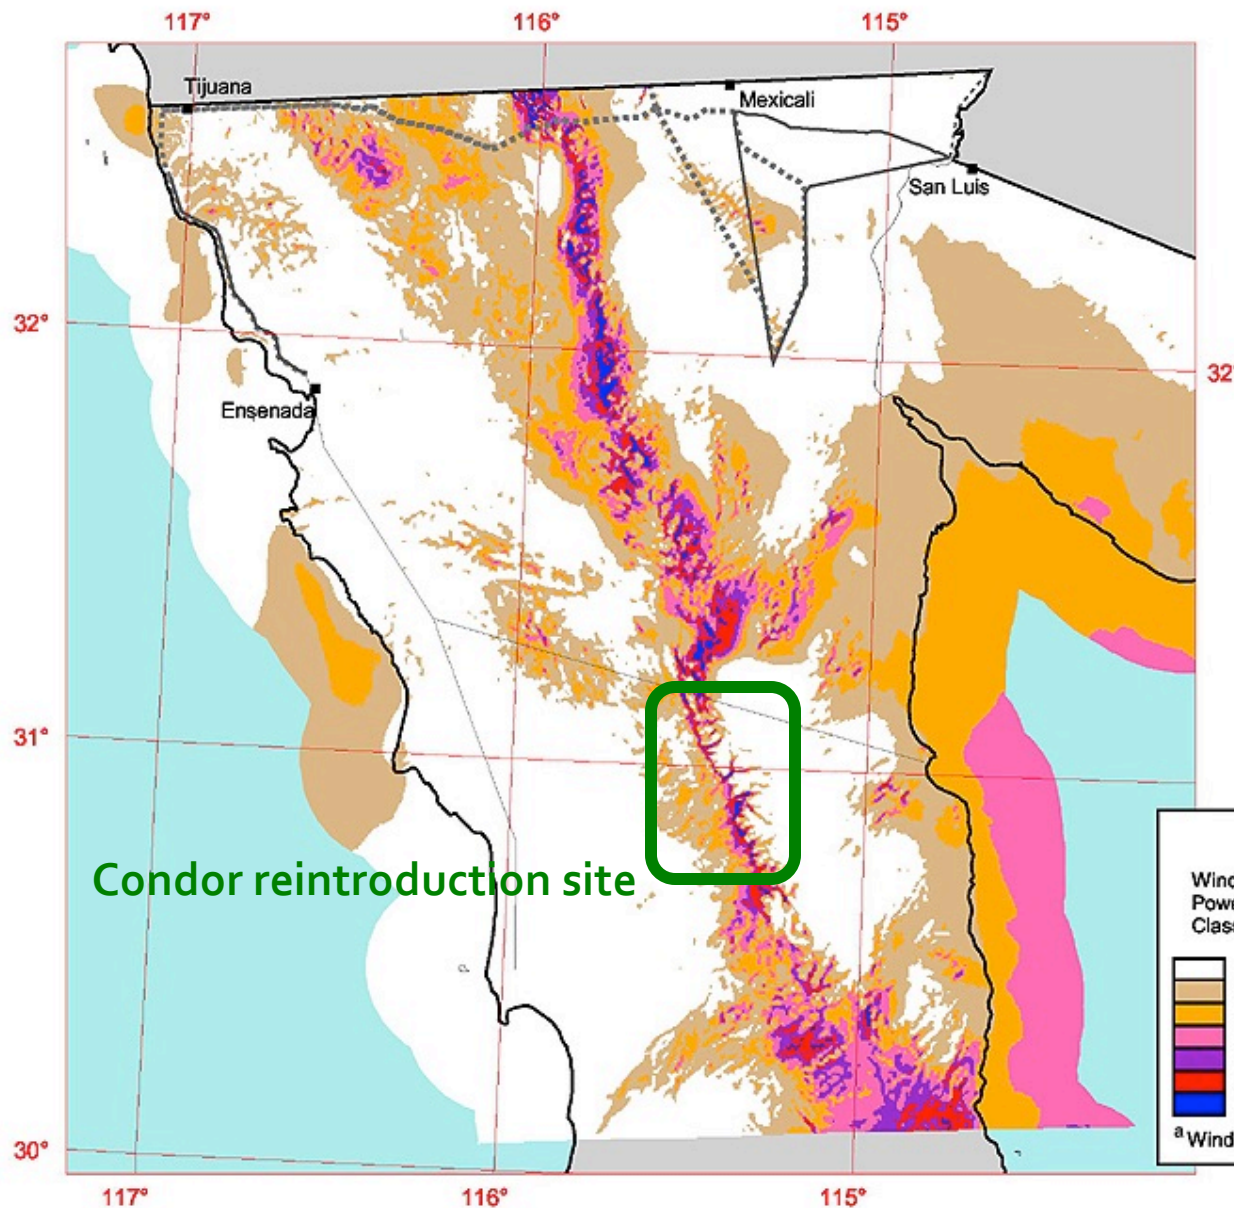 117°
116°
115°
Tijuana
Mexicali
San Luis
32°
32
Ensenada
31°
Condor reintroduction site
Wind
Powe
Class
30°
a Wind
117°
116°
115°